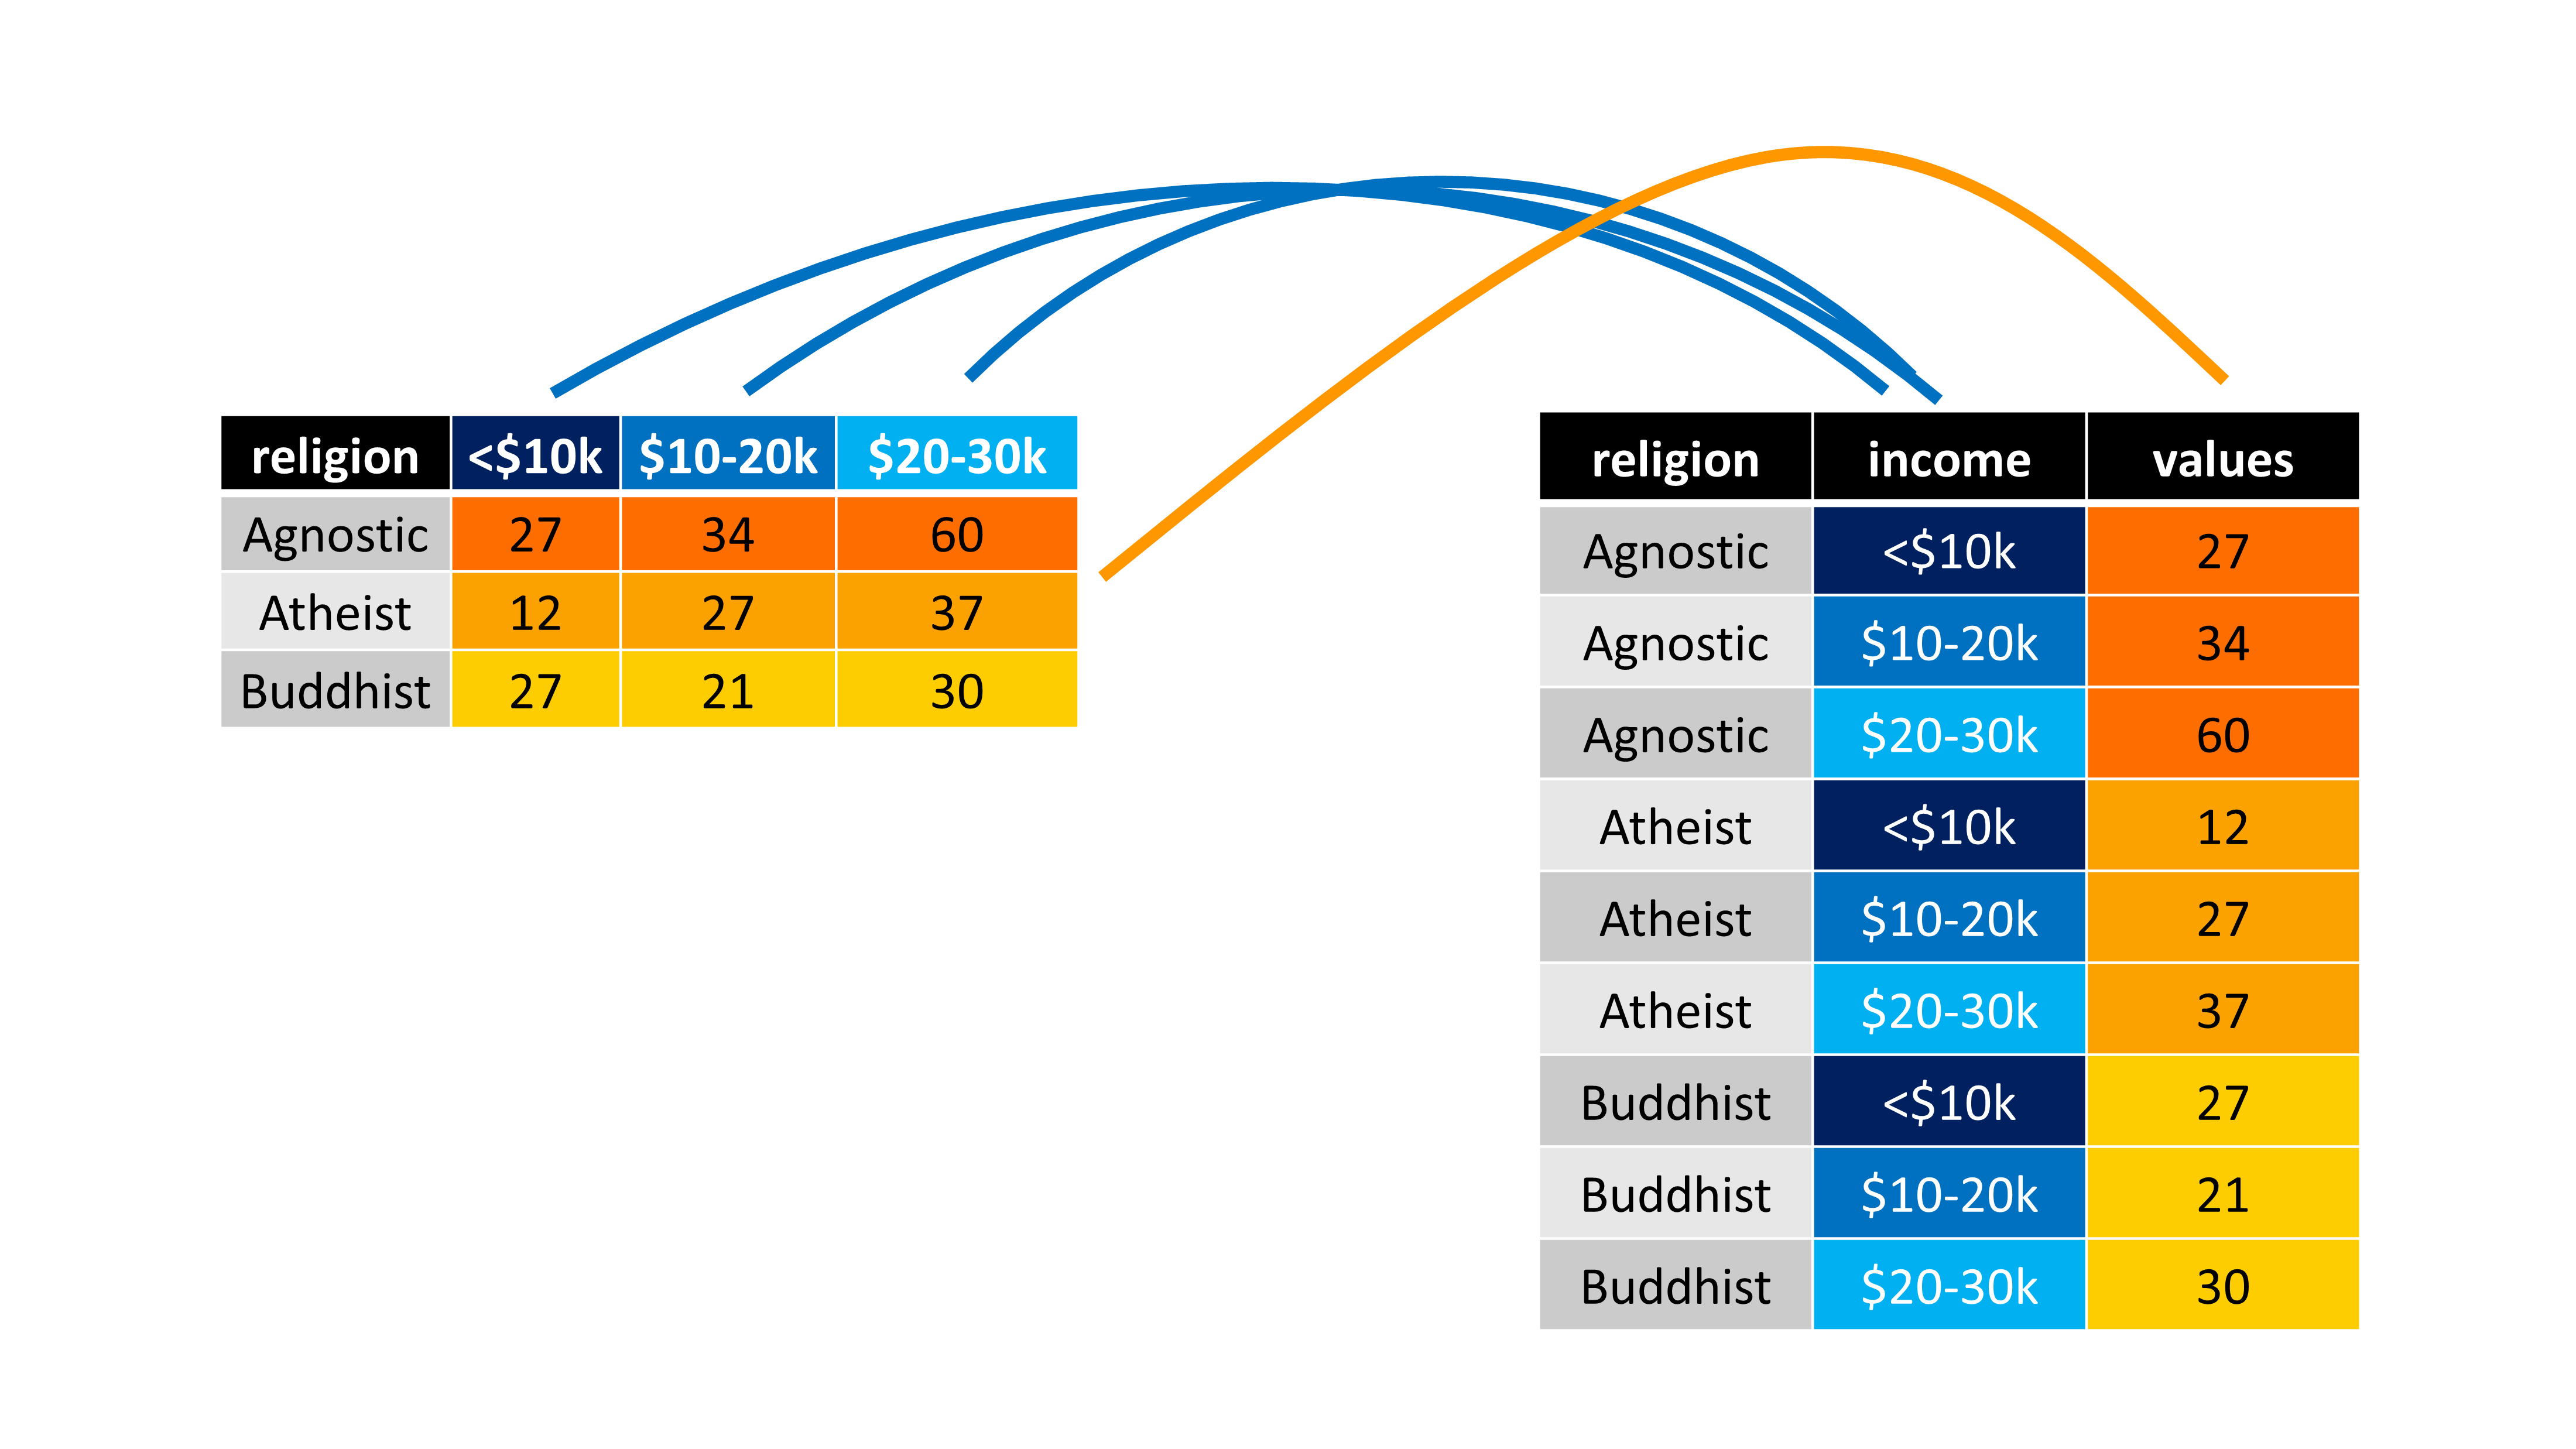 religion <$10k $10-20k $20-30k
Agnostic 27 34 60
Atheist 12 27 37
Buddhist 27 21 30
religion income values
Agnostic <$10k 27
Agnostic $10-20k 34
Agnostic $20-30k 60
Atheist <$10k 12
Atheist $10-20k 27
Atheist $20-30k 37
Buddhist <$10k 27
Buddhist $10-20k 21
Buddhist $20-30k 30